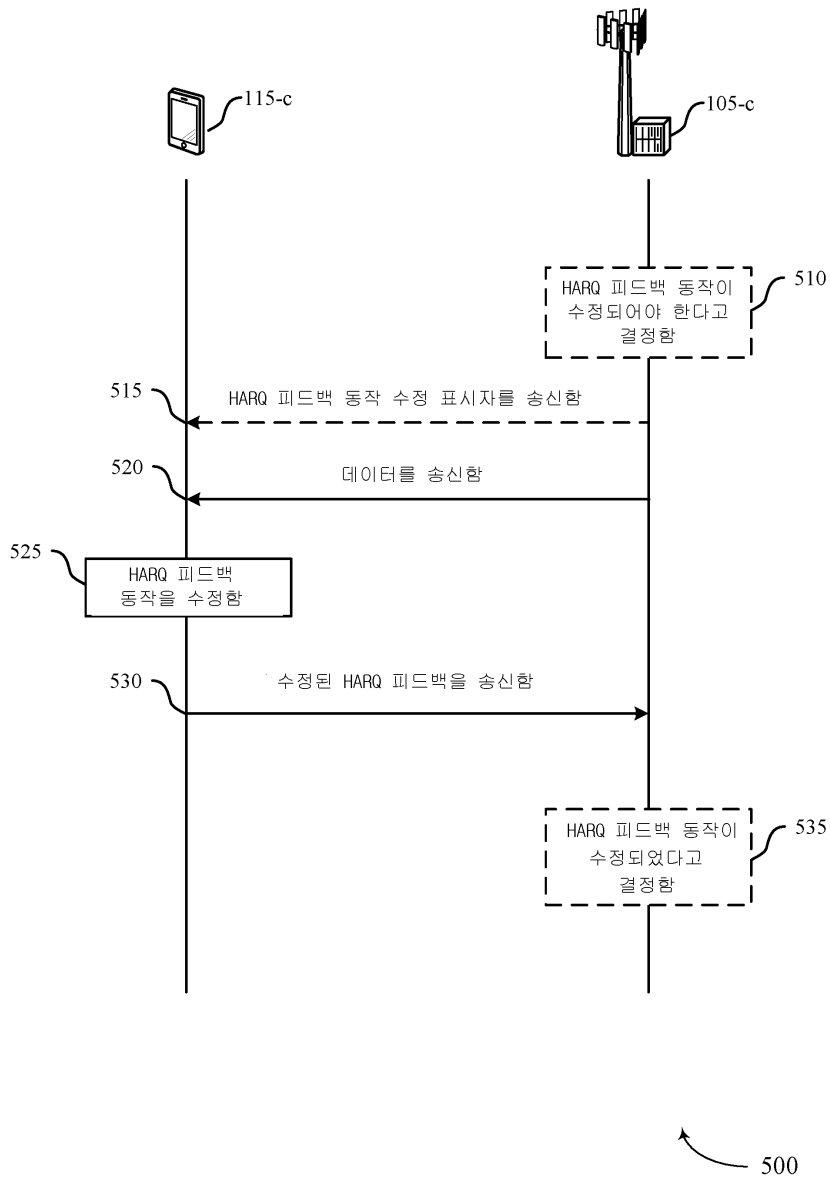 115-c
105-c
510
HARQ 피드백 동작이
수정되어야 한다고
결정함
515
HARQ 피드백 동작 수정 표시자를 송신함
520
데이터를 송신함
525
HARQ 피드백
동작을 수정함
530
수정된 HARQ 피드백을 송신함
535
HARQ 피드백 동작이
수정되었다고
결정함
500